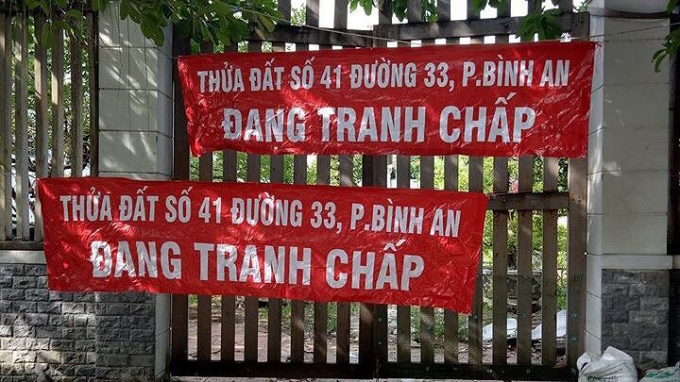 THỬA ĐẤT SỐ 41 ĐƯỜNG 33, P.BÌNH AN
ĐANG TRANH CHẤP
THỬA ĐẤT SỐ 41 ĐƯỜNG 33, P.BÌNH AN
ĐANG TRANH CHẤP